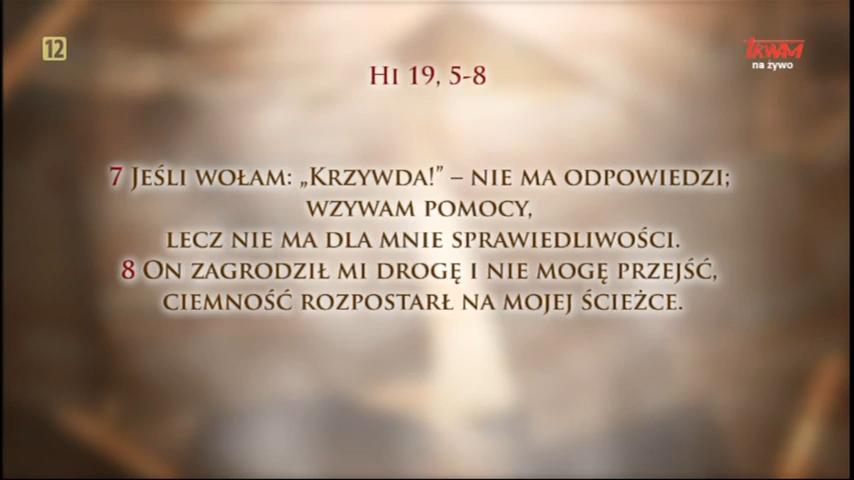 12
TRWAM
na żywo
Hi 19, 5-8
7 Jeśli wołam: „Krzywda!” – nie ma odpowiedzi;
wzywam pomocy,
lecz nie ma dla mnie sprawiedliwości.
8 On zagrodził mi drogę i nie mogę przejść,
ciemność rozpostarł na mojej ścieżce.